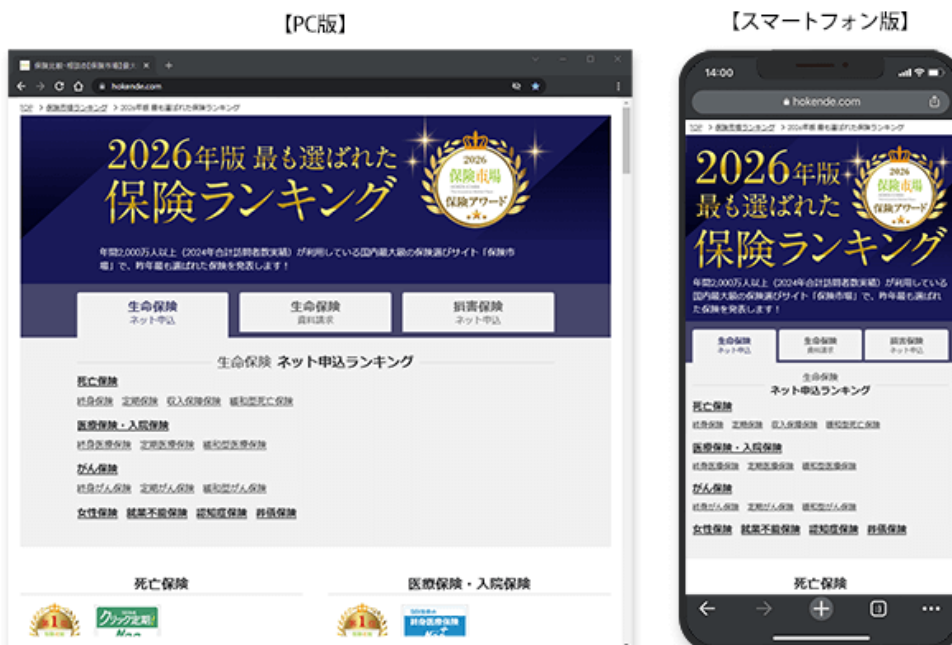 【PC版】
保険比較・相談の【保険市場】最大
hokende.com
TOP > 保険市場ランキング > 2026年版 最も選ばれた保険ランキング
2026年版 最も選ばれた
保険ランキング
2026
保険市場
保険アワード
年間2,000万人以上(2024年合計訪問者数実績)が利用している国内最大級の保険選びサイト「保険市
場」で、昨年最も選ばれた保険を発表します!
生命保険
ネット申込
生命保険
資料請求
損害保険
ネット申込
生命保険 ネット申込ランキング
死亡保険
終身保険 定期保険 収入保障保険 緩和型死亡保険
医療保険・入院保険
終身医療保険 定期医療保険 緩和型医療保険
がん保険
終身がん保険 定期がん保険 緩和型がん保険
女性保険 就業不能保険 認知症保険 葬儀保険
死亡保険
1
クリック定期!
Neo
医療保険・入院保険
1
終身医療保険
【スマートフォン版】
14:00
hokende.com
TOP > 保険市場ランキング > 2026年版 最も選ばれた保険ランキング
2026年版
最も選ばれた
保険ランキング
2026
保険市場
保険アワード
年間2,000万人以上(2024年合計訪問者数実績)が利用している
国内最大級の保険選びサイト「保険市場」で、昨年最も選ばれ
た保険を発表します!
生命保険
ネット申込
生命保険
資料請求
損害保険
ネット申込
生命保険
ネット申込ランキング
死亡保険
終身保険 定期保険 収入保障保険 緩和型死亡保険
医療保険・入院保険
終身医療保険 定期医療保険 緩和型医療保険
がん保険
終身がん保険 定期がん保険 緩和型がん保険
女性保険 就業不能保険 認知症保険 葬儀保険
死亡保険